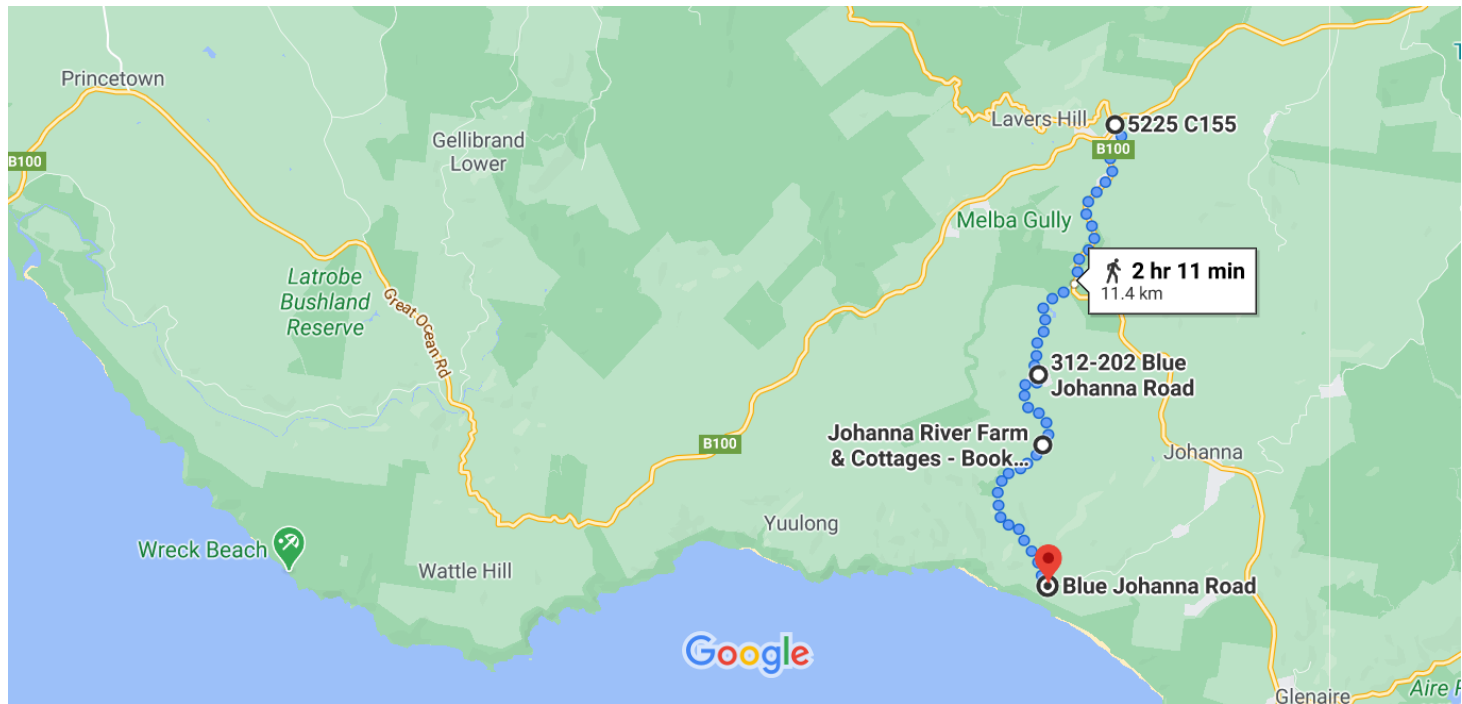 Princetown
B100
Gellibrand
Lower
Lavers Hill
5225 C155
B100
Melba Gully
2 hr 11 min
11.4 km
Latrobe
Bushland
Reserve
Great Ocean Rd
312-202 Blue
Johanna Road
B100
Johanna River Farm
& Cottages - Book...
Johanna
Yuulong
Wreck Beach
Wattle Hill
Blue Johanna Road
Google
Glenaire
Aire